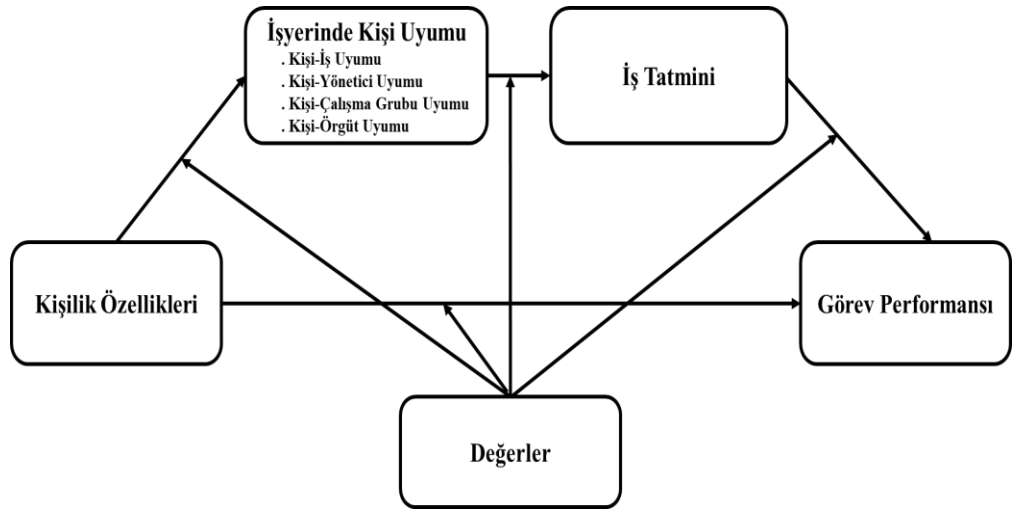 İşyerinde Kişi Uyumu
. Kişi-İş Uyumu
. Kişi-Yönetici Uyumu
. Kişi-Çalışma Grubu Uyumu
. Kişi-Örgüt Uyumu
İş Tatmini
Kişilik Özellikleri
Görev Performansı
Değerler